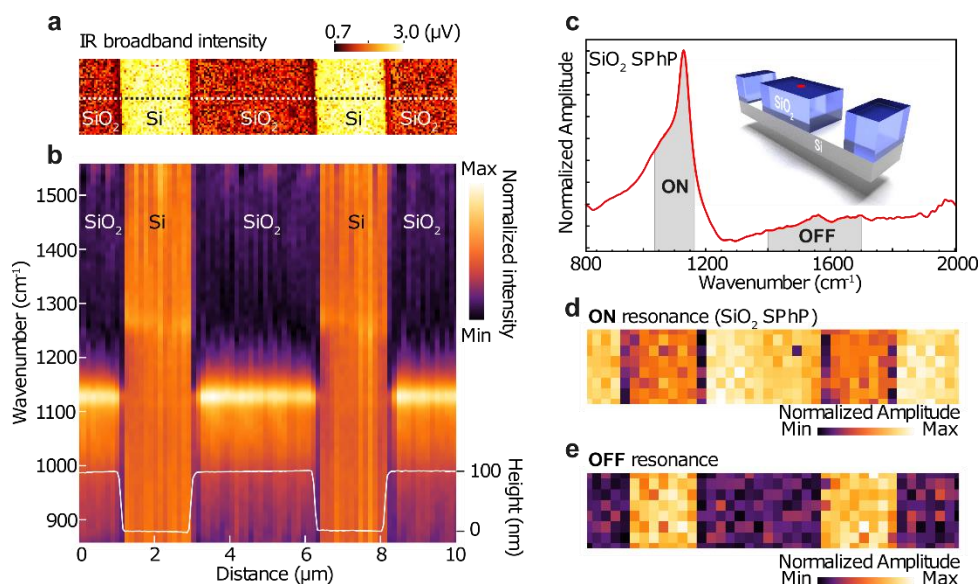 a
IR broadband intensity
0.7 3.0 (µV)
SiO2 Si SiO2 Si SiO2
b
Max
Normalized intensity
Min
SiO2 Si SiO2 Si SiO2
Wavenumber (cm-1)
1500
1400
1300
1200
1100
1000
900
100
0
Height (nm)
0 2 4 6 8 10
Distance (µm)
c
SiO2 SPhP
Normalized Amplitude
SiO2
Si
ON
OFF
800 1200 1600 2000
Wavenumber (cm-1)
d
ON resonance (SiO2 SPhP)
Normalized Amplitude
Min Max
e
OFF resonance
Normalized Amplitude
Min Max